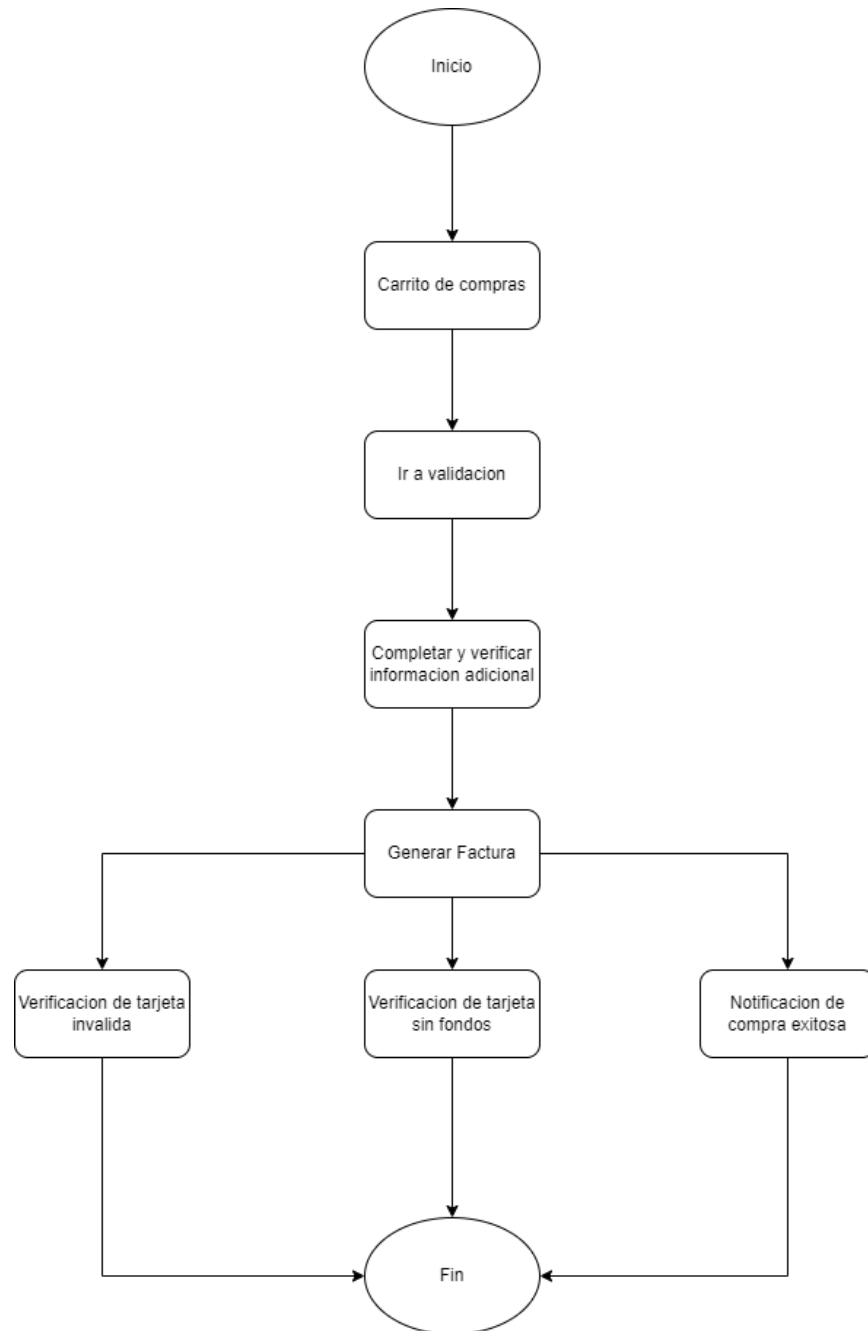 Inicio
Carrito de compras
Ir a validacion
Completar y verificar
informacion adicional
Generar Factura
Verificacion de tarjeta
invalida
Verificacion de tarjeta
sin fondos
Notificacion de
compra exitosa
Fin